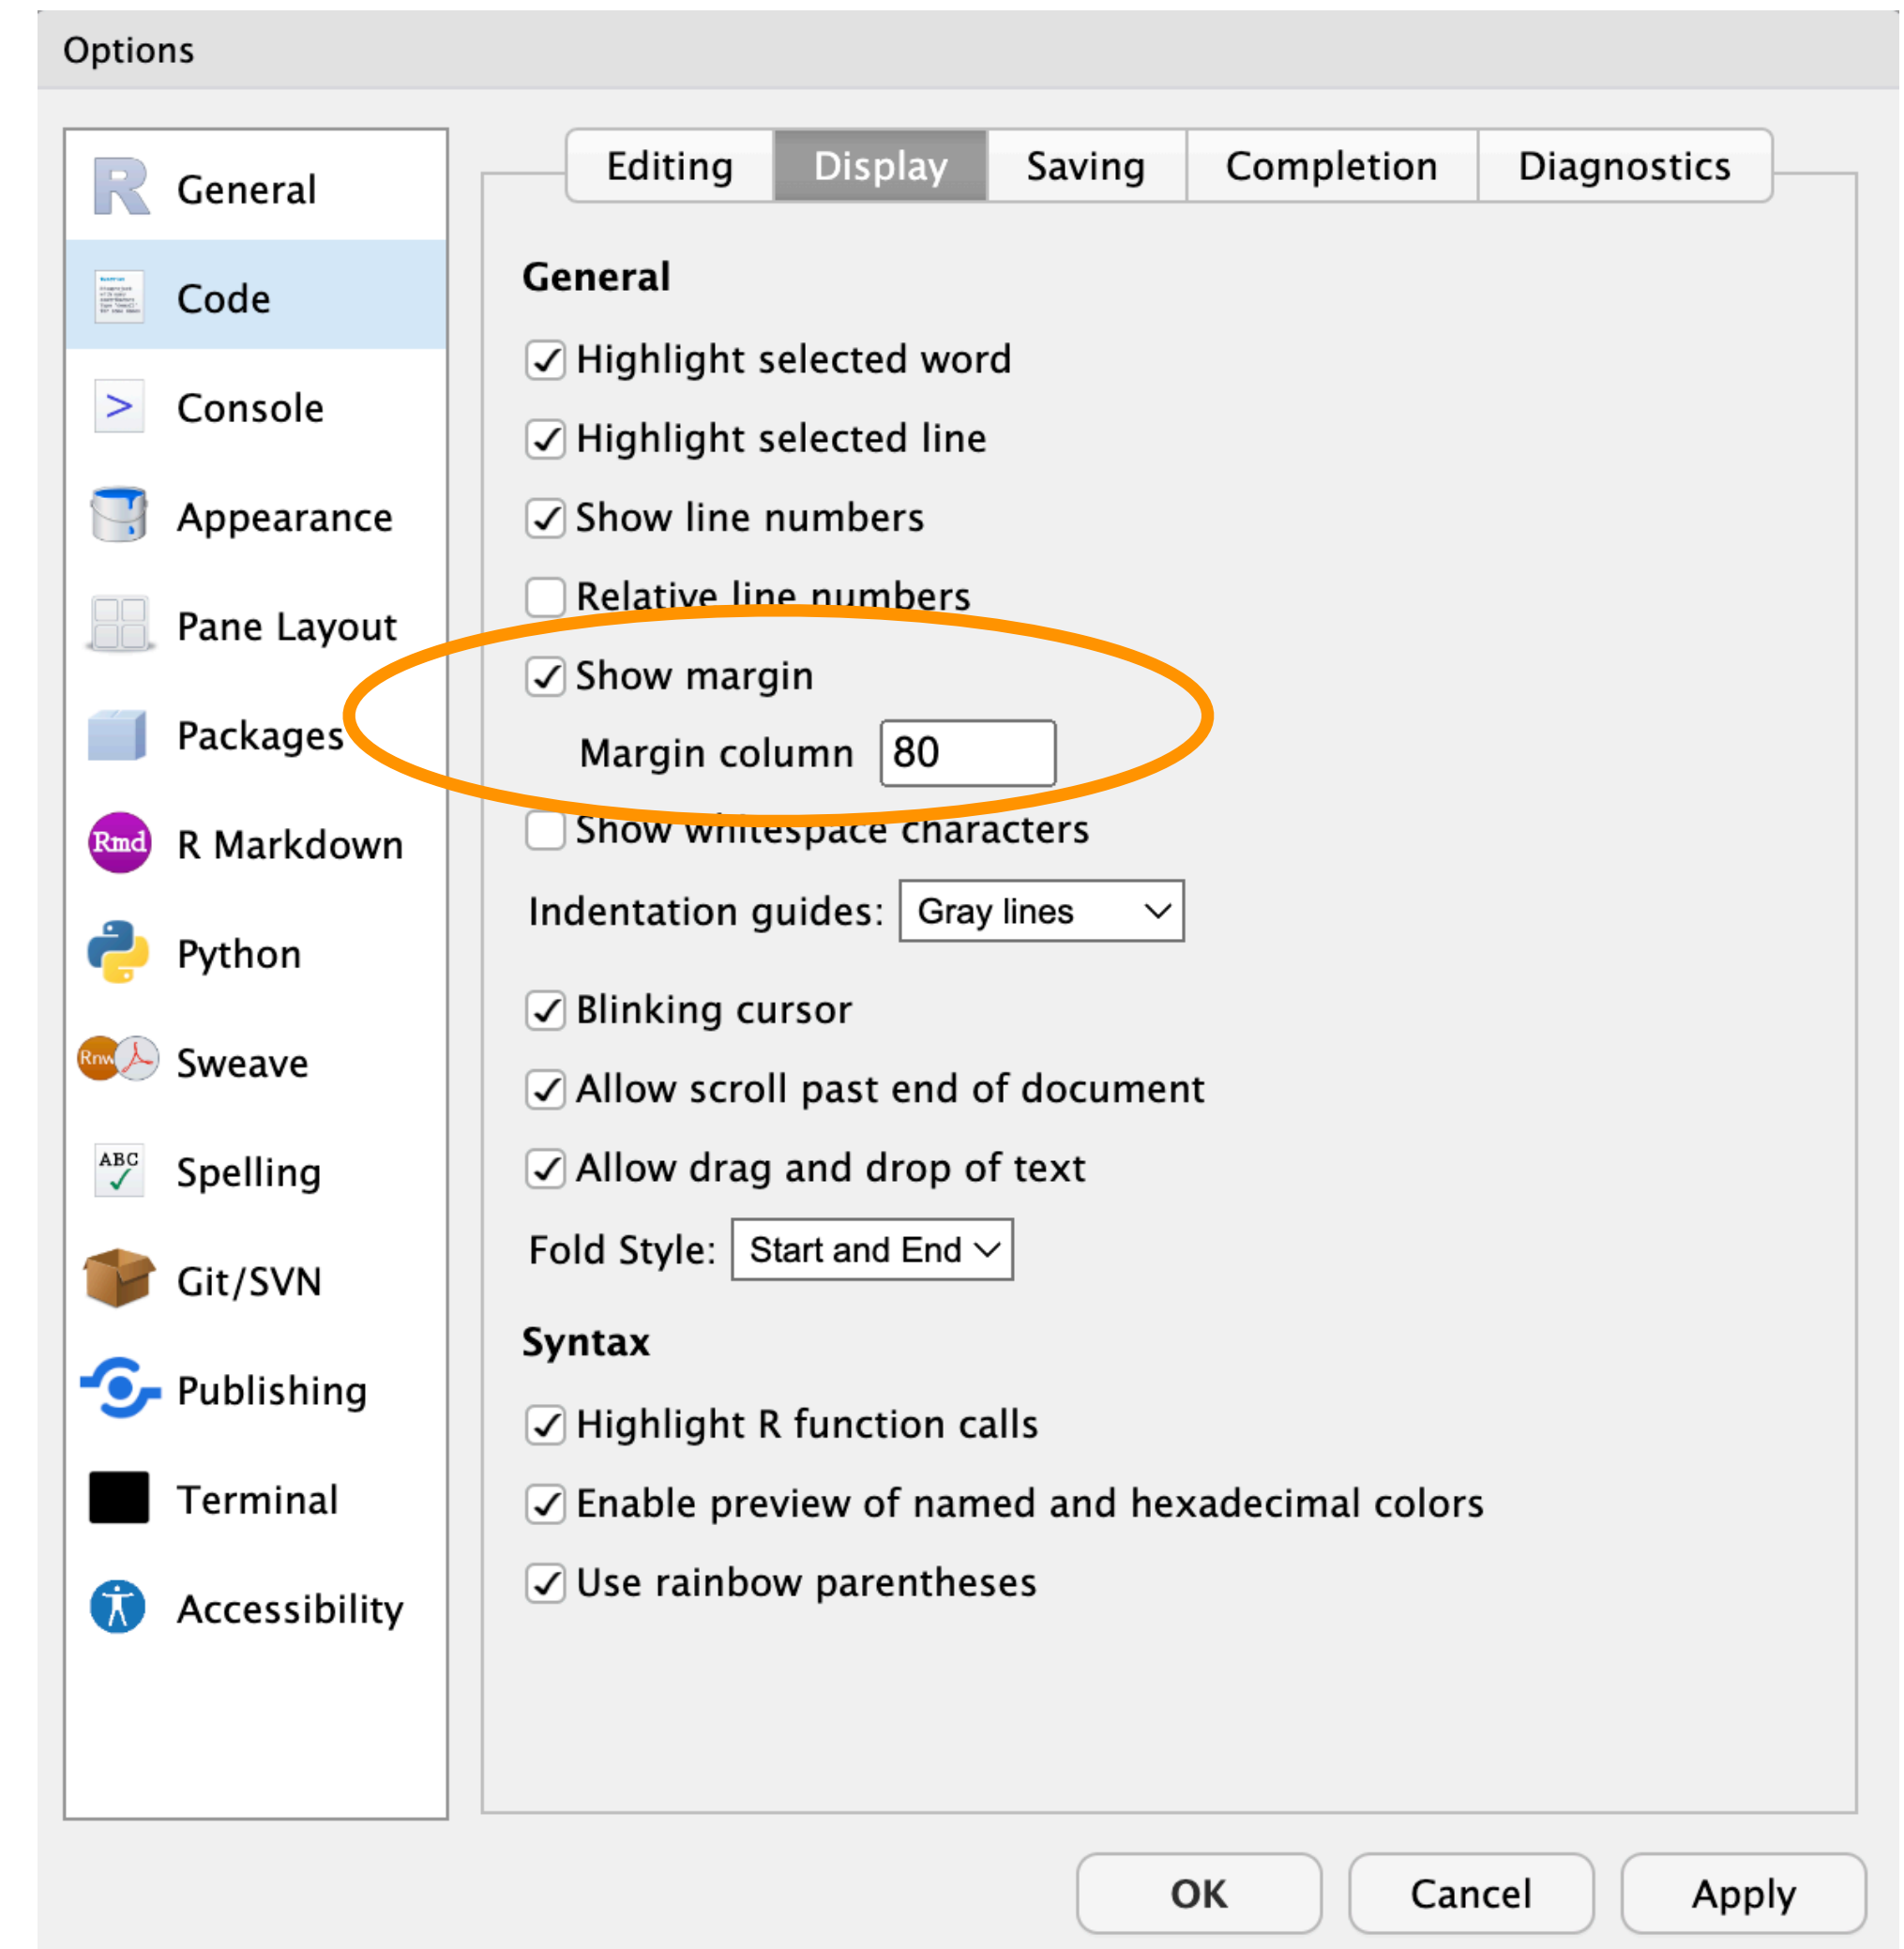 Options
General
Code
Console
Appearance
Pane Layout
Packages
Rmd R Markdown
Python
Rnw Sweave
ABC Spelling
Git/SVN
Publishing
Terminal
Accessibility
Editing Display Saving Completion Diagnostics
General
Highlight selected word
Highlight selected line
Show line numbers
Relative line numbers
Show margin
Margin column 80
Show whitespace characters
Indentation guides: Gray lines
Blinking cursor
Allow scroll past end of document
Allow drag and drop of text
Fold Style: Start and End
Syntax
Highlight R function calls
Enable preview of named and hexadecimal colors
Use rainbow parentheses
OK Cancel Apply